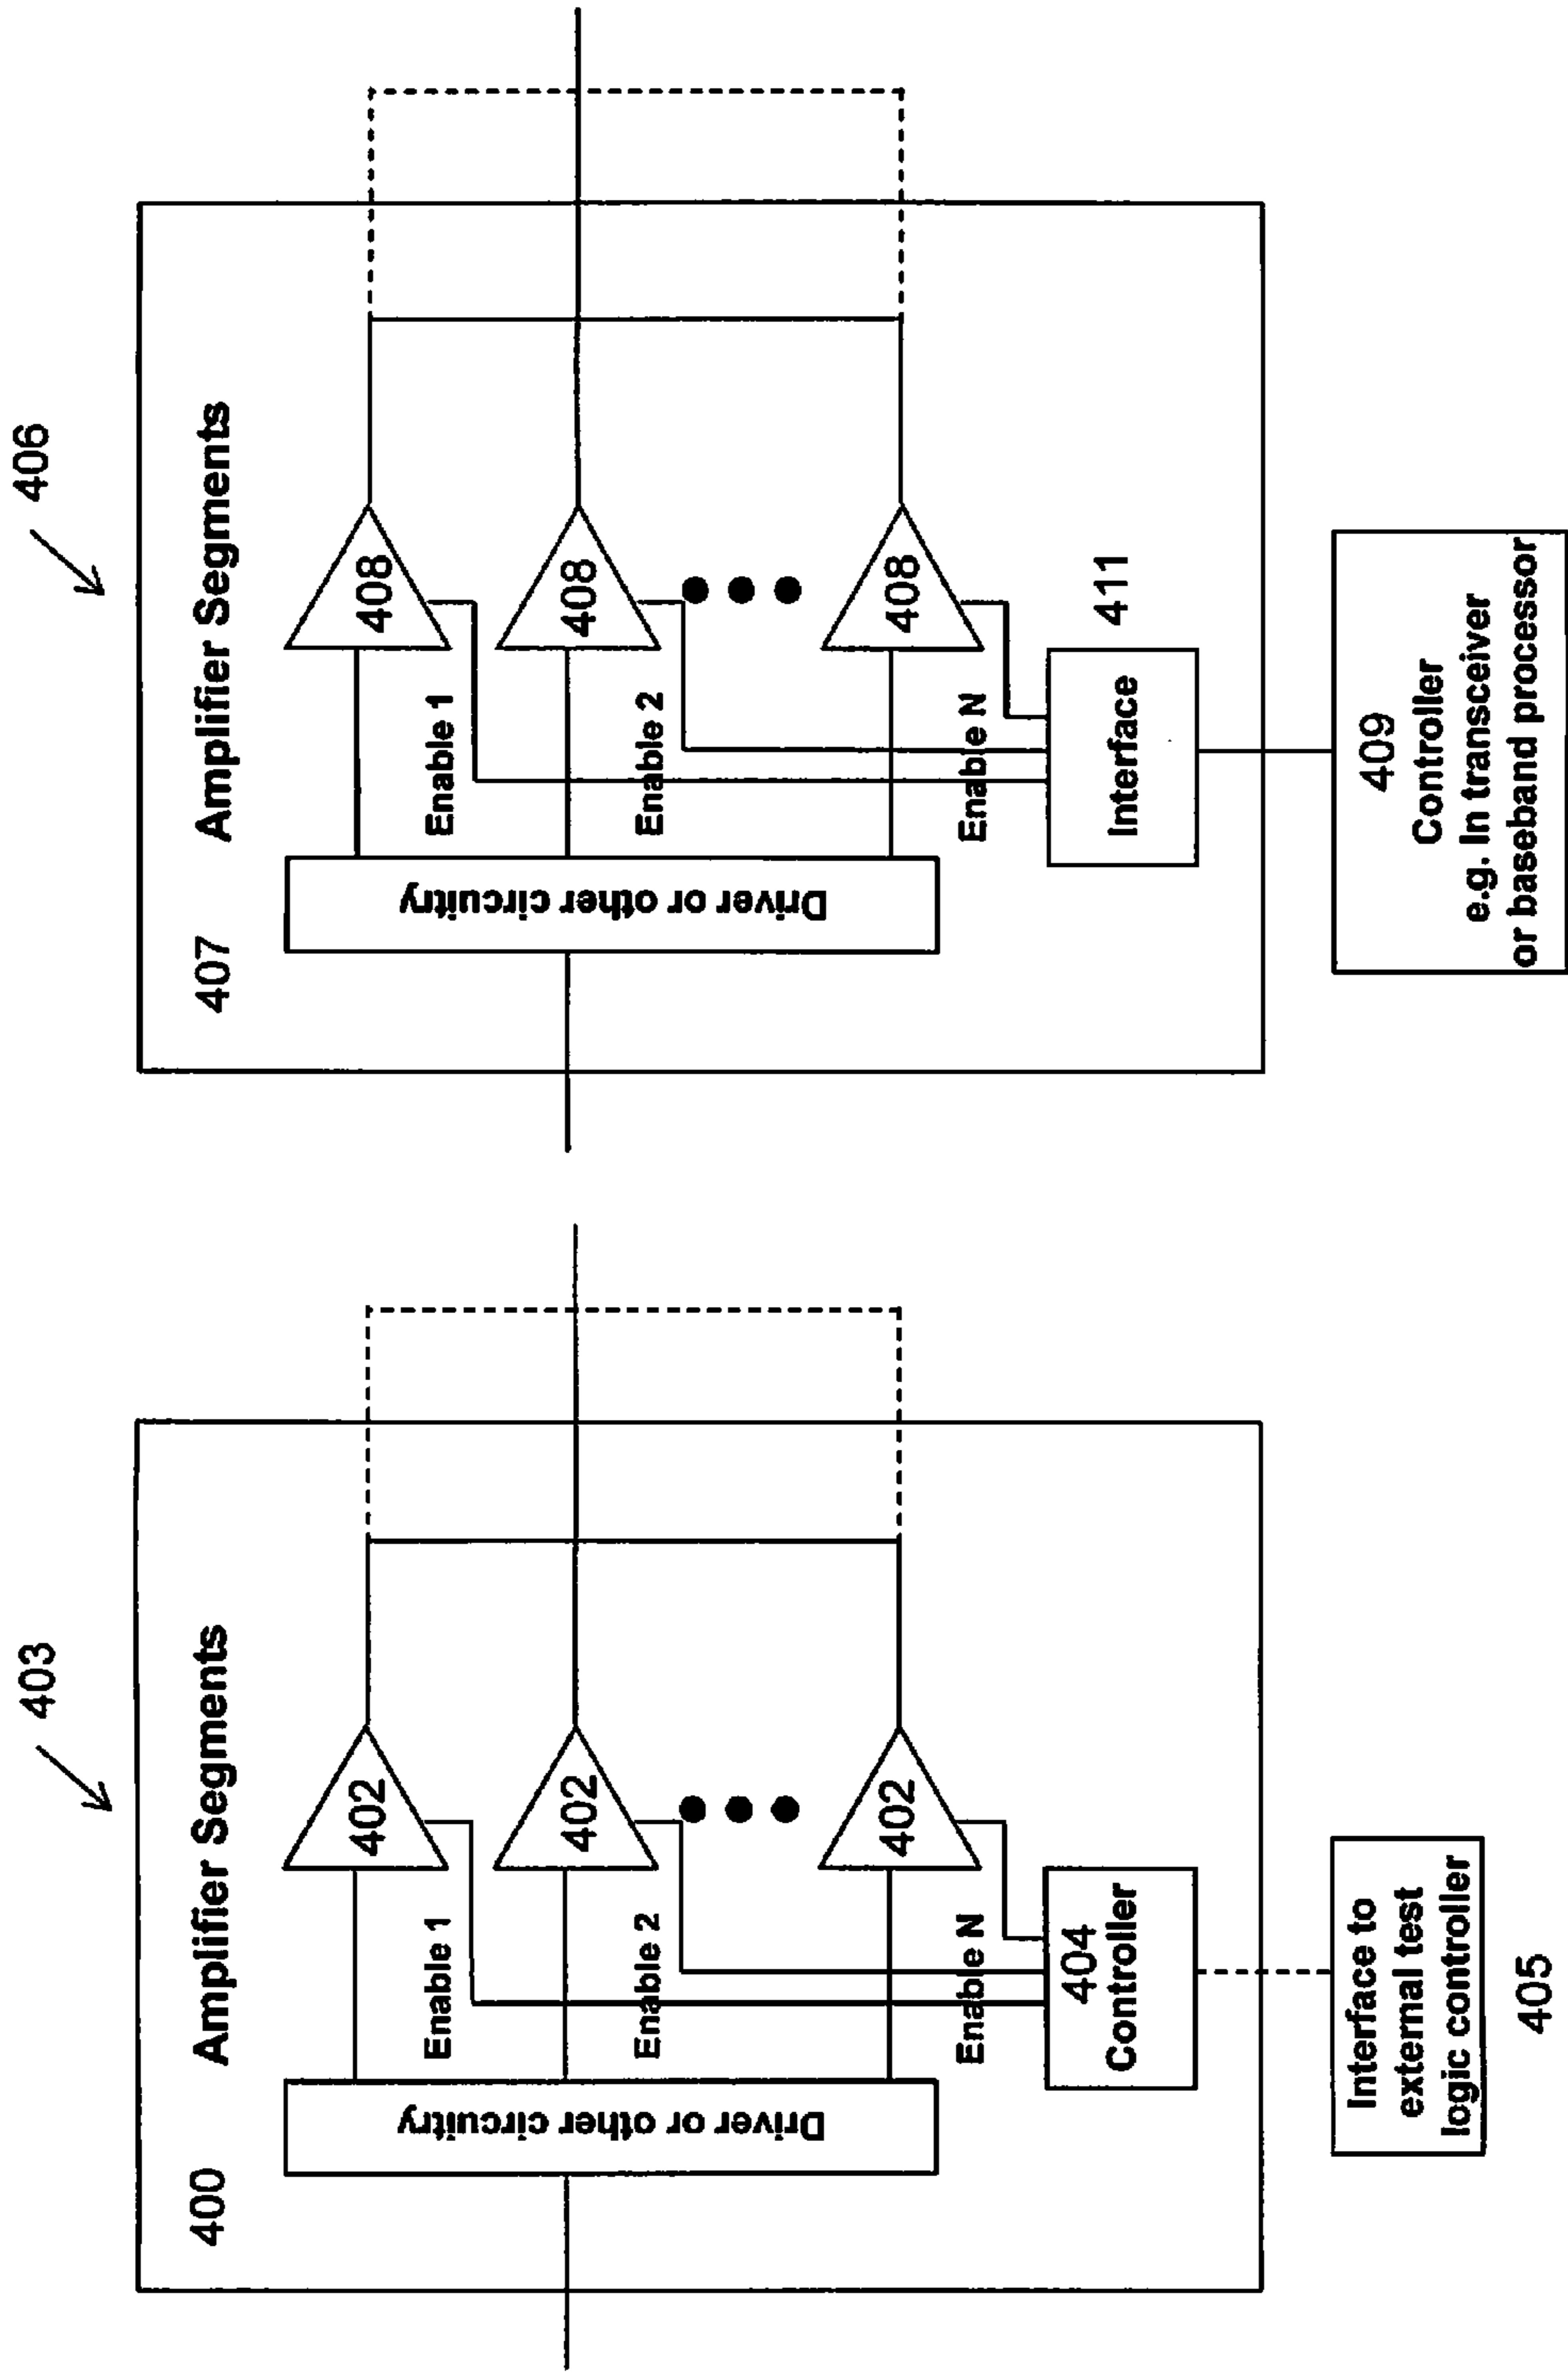 403
400
Amplifier Segments
402
Enable 1
402
Enable 2
402
Enable N
Driver or other circuitry
404
Controller
Interface to
external test
logic controller
405
406
407
Amplifier Segments
408
Enable 1
408
Enable 2
408
Enable N
Driver or other circuitry
Interface
411
409
Controller
e.g. In transceiver
or baseband processor